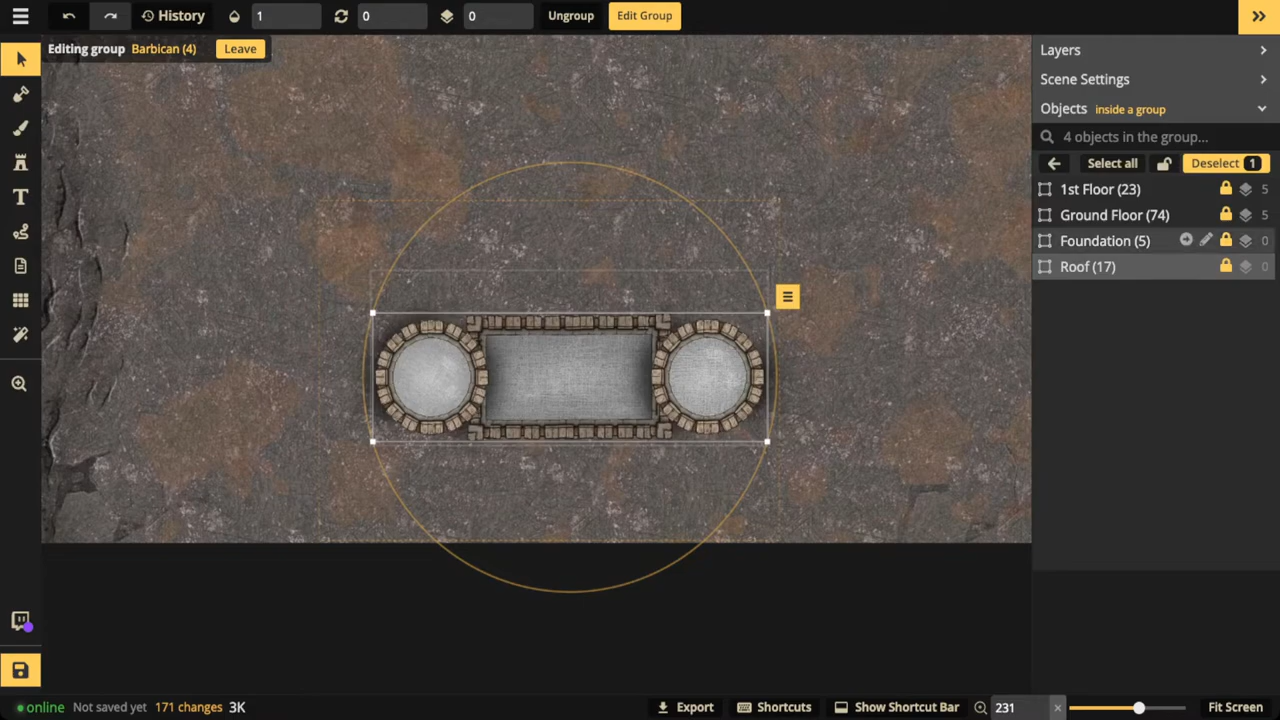 History 1 0 0 Ungroup Edit Group
Editing group Barbican (4) Leave
Layers
Scene Settings
Objects inside a group
4 objects in the group...
Select all Deselect 1
1st Floor (23) 5
Ground Floor (74) 5
Foundation (5) 0
Roof (17) 0
T
online Not saved yet 171 changes 3K Export Shortcuts Show Shortcut Bar 231 × Fit Screen